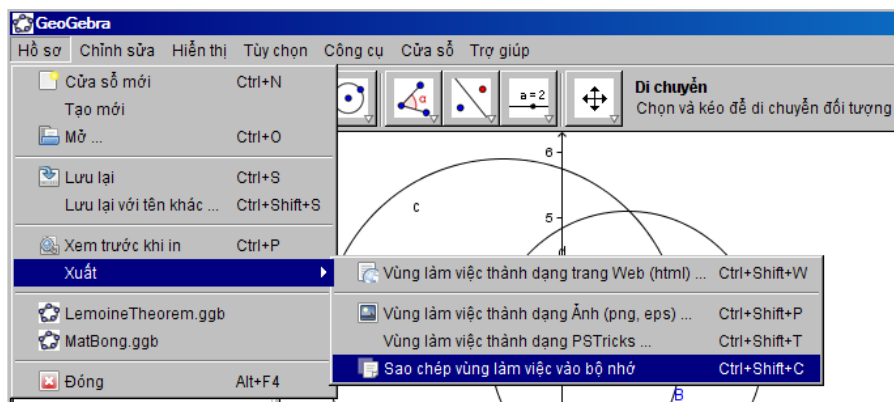 GeoGebra
Hồ sơ Chỉnh sửa Hiển thị Tùy chọn Công cụ Cửa sổ Trợ giúp
Cửa sổ mới Ctrl+N
Tạo mới
Mở ... Ctrl+O
Lưu lại Ctrl+S
Lưu lại với tên khác ... Ctrl+Shift+S
Xem trước khi in Ctrl+P
Xuất
LemoineTheorem.ggb
MatBong.ggb
Đóng Alt+F4
α
a=2
Di chuyển
Chọn và kéo để di chuyển đối tượng
6
c
5
d
Vùng làm việc thành dạng trang Web (html) ... Ctrl+Shift+W
Vùng làm việc thành dạng Ảnh (png, eps) ... Ctrl+Shift+P
Vùng làm việc thành dạng PSTricks ... Ctrl+Shift+T
Sao chép vùng làm việc vào bộ nhớ Ctrl+Shift+C
B